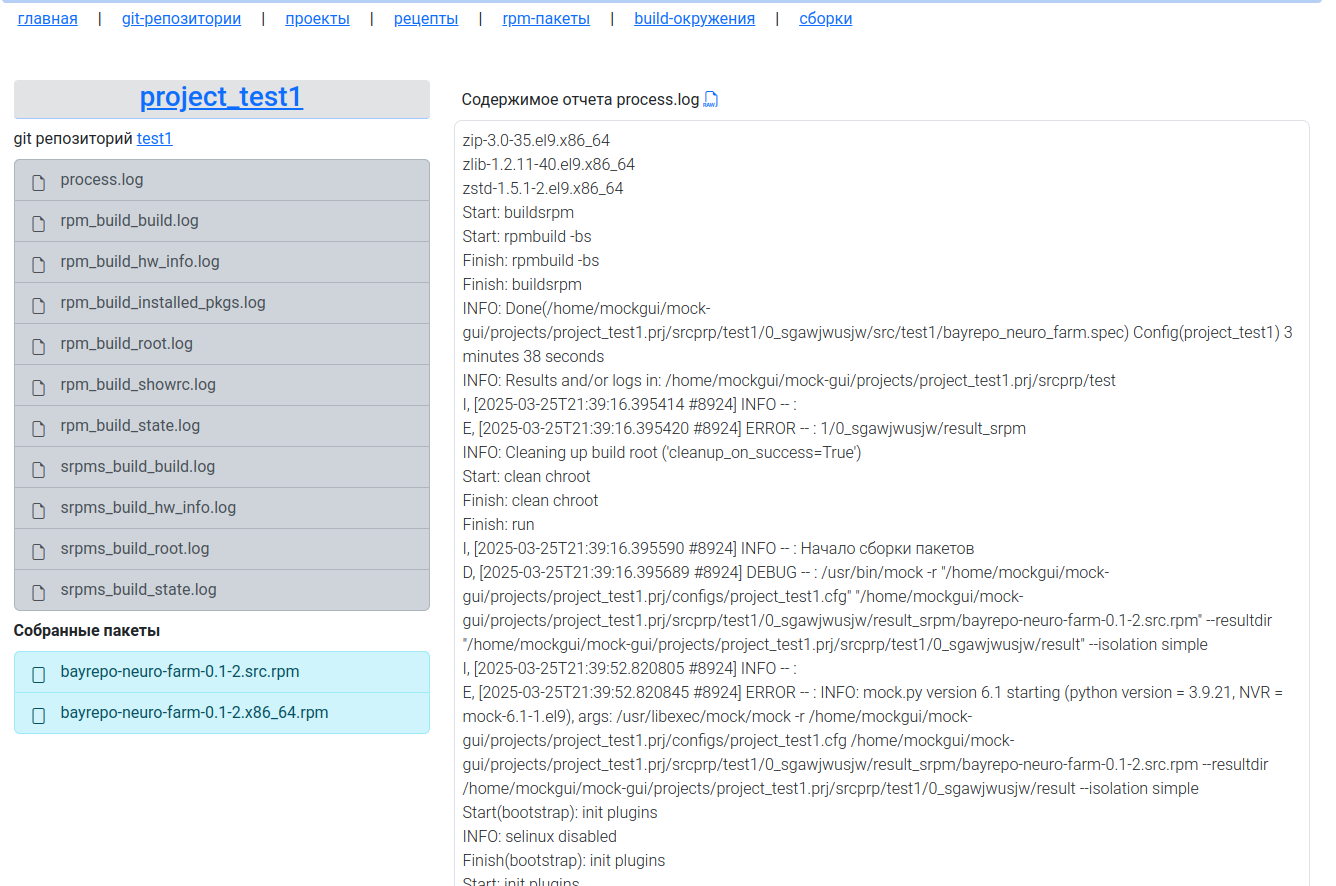 главная | git-репозитории | проекты | рецепты | rpm-пакеты | build-окружения | сборки
project_test1
git репозиторий test1
process.log
rpm_build_build.log
rpm_build_hw_info.log
rpm_build_installed_pkgs.log
rpm_build_root.log
rpm_build_showrc.log
rpm_build_state.log
srpms_build_build.log
srpms_build_hw_info.log
srpms_build_root.log
srpms_build_state.log
Собранные пакеты
bayrepo-neuro-farm-0.1-2.src.rpm
bayrepo-neuro-farm-0.1-2.x86_64.rpm
Содержимое отчета process.log RAW
zip-3.0-35.el9.x86_64
zlib-1.2.11-40.el9.x86_64
zstd-1.5.1-2.el9.x86_64
Start: buildsrpm
Start: rpmbuild -bs
Finish: rpmbuild -bs
Finish: buildsrpm
INFO: Done(/home/mockgui/mock-
gui/projects/project_test1.prj/srcprp/test1/0_sgawjwusjw/src/test1/bayrepo_neuro_farm.spec) Config(project_test1) 3
minutes 38 seconds
INFO: Results and/or logs in: /home/mockgui/mock-gui/projects/project_test1.prj/srcprp/test
I, [2025-03-25T21:39:16.395414 #8924] INFO -- :
E, [2025-03-25T21:39:16.395420 #8924] ERROR -- : 1/0_sgawjwusjw/result_srpm
INFO: Cleaning up build root ('cleanup_on_success=True')
Start: clean chroot
Finish: clean chroot
Finish: run
I, [2025-03-25T21:39:16.395590 #8924] INFO -- : Начало сборки пакетов
D, [2025-03-25T21:39:16.395689 #8924] DEBUG -- : /usr/bin/mock -r "/home/mockgui/mock-
gui/projects/project_test1.prj/configs/project_test1.cfg" "/home/mockgui/mock-
gui/projects/project_test1.prj/srcprp/test1/0_sgawjwusjw/result_srpm/bayrepo-neuro-farm-0.1-2.src.rpm" --resultdir
"/home/mockgui/mock-gui/projects/project_test1.prj/srcprp/test1/0_sgawjwusjw/result" --isolation simple
I, [2025-03-25T21:39:52.820805 #8924] INFO -- :
E, [2025-03-25T21:39:52.820845 #8924] ERROR -- : INFO: mock.py version 6.1 starting (python version = 3.9.21, NVR =
mock-6.1-1.el9), args: /usr/libexec/mock/mock -r /home/mockgui/mock-
gui/projects/project_test1.prj/configs/project_test1.cfg /home/mockgui/mock-
gui/projects/project_test1.prj/srcprp/test1/0_sgawjwusjw/result_srpm/bayrepo-neuro-farm-0.1-2.src.rpm --resultdir
/home/mockgui/mock-gui/projects/project_test1.prj/srcprp/test1/0_sgawjwusjw/result --isolation simple
Start(bootstrap): init plugins
INFO: selinux disabled
Finish(bootstrap): init plugins
Start: init plugins